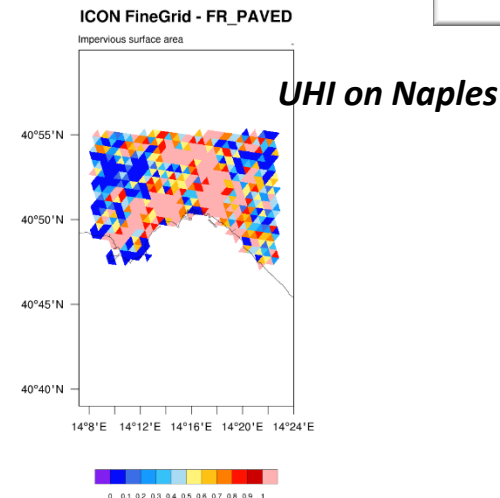 ICON FineGrid - FR_PAVED
Impervious surface area
UHI on Naples
40°55'N
40°50'N
40°45'N
40°40'N
14°8'E 14°12'E 14°16'E 14°20'E 14°24'E
0 0.1 0.2 0.3 0.4 0.5 0.6 0.7 0.8 0.9 1